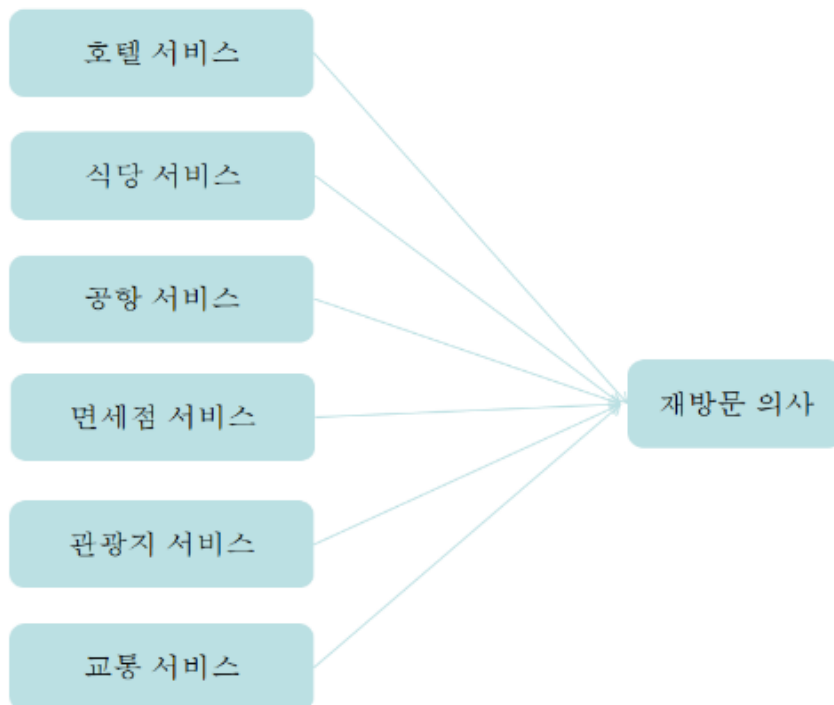 호텔 서비스
식당 서비스
공항 서비스
면세점 서비스
재방문 의사
관광지 서비스
교통 서비스